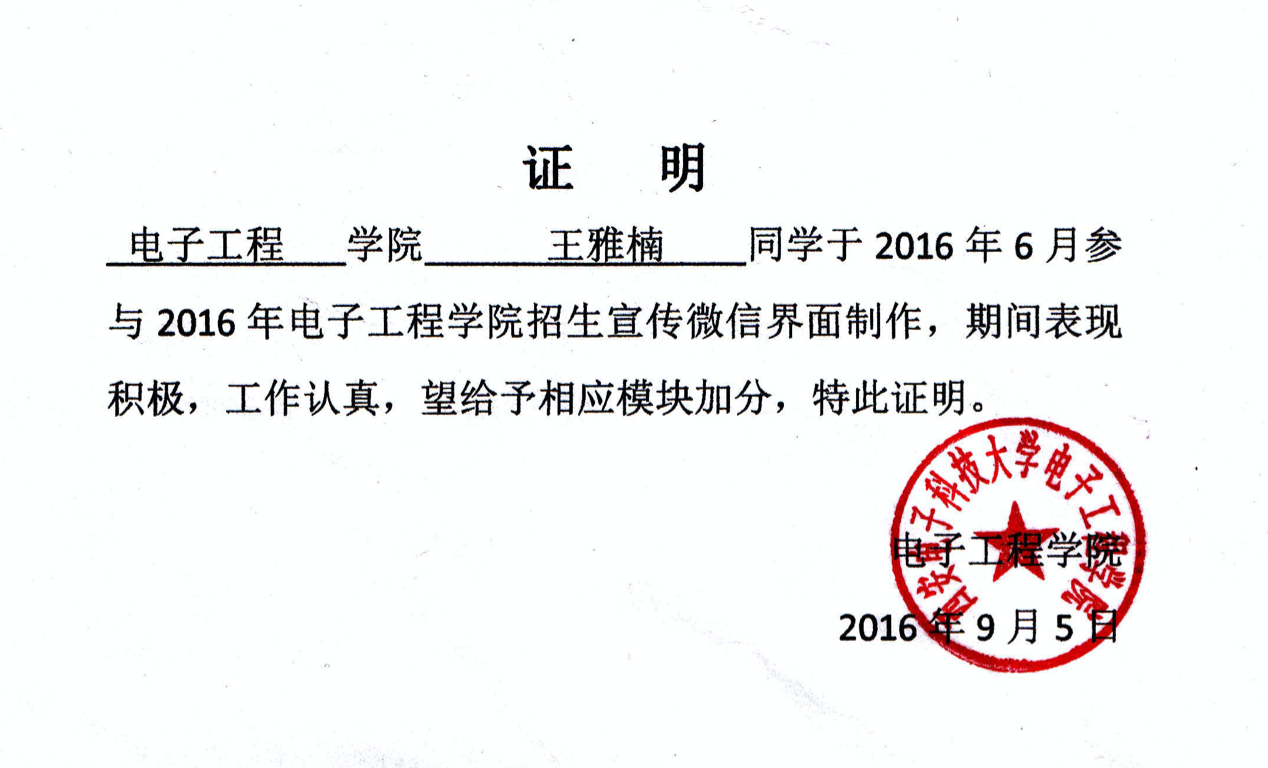 证 明
电子工程 学院 王雅楠 同学于 2016 年 6 月参
与 2016 年电子工程学院招生宣传微信界面制作，期间表现
积极，工作认真，望给予相应模块加分，特此证明。
西安电子科技大学电子工程学院
电子工程学院
2016 年 9 月 5 日